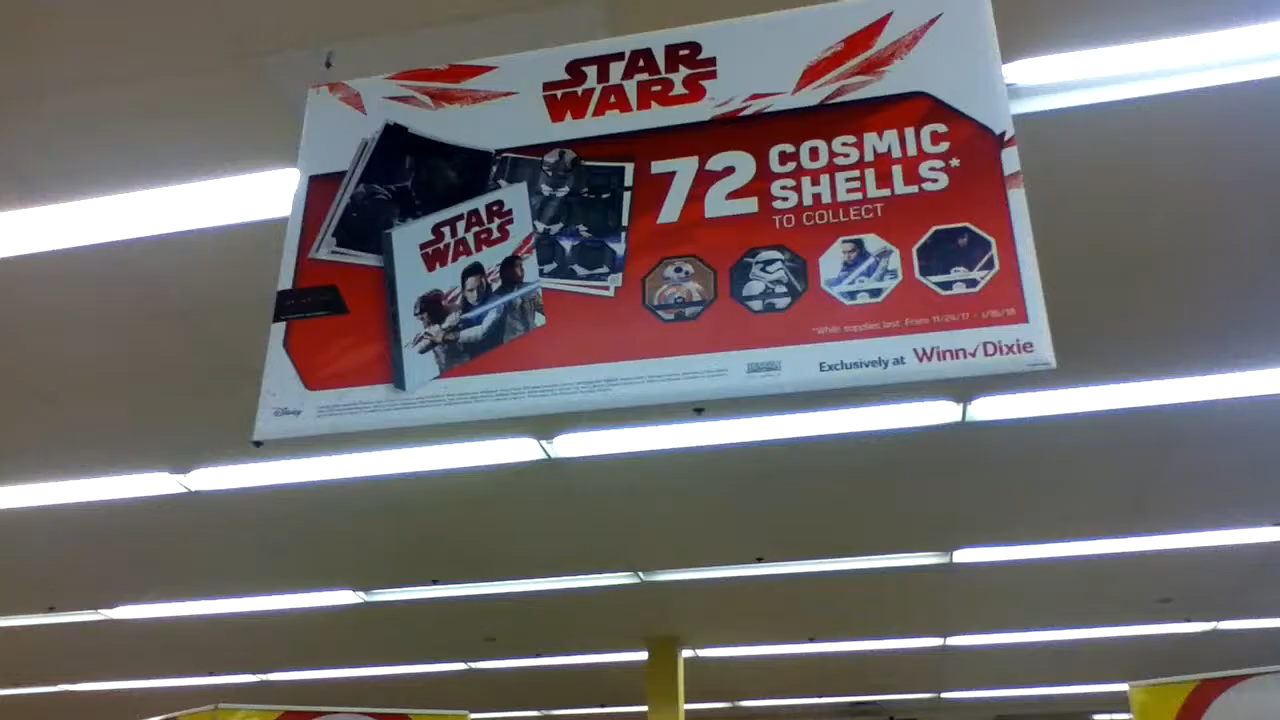 STAR
WARS
72 COSMIC
SHELLS*
TO COLLECT
STAR
WARS
*While supplies last. From 11/24/17 - 1/16/18
Exclusively at Winn✓Dixie
Disney